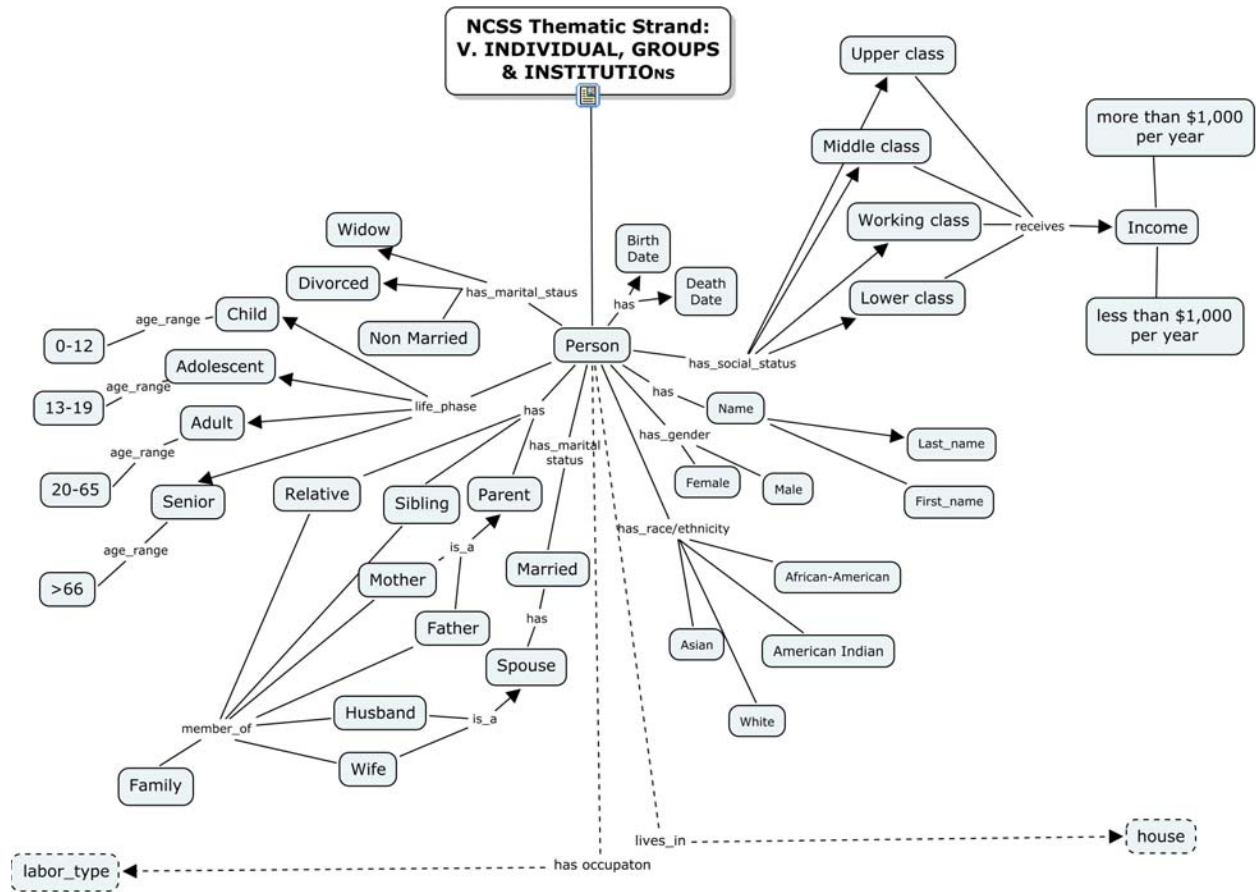 NCSS Thematic Strand:
V. INDIVIDUAL, GROUPS
& INSTITUTIONS
Upper class
more than $1,000
per year
Middle class
Widow
Birth
Date
Working class
receives
Income
Divorced
has_marital_staus
Death
Date
has
Lower class
Child
age_range
0-12
Non Married
Person
less than $1,000
per year
has_social_status
Adolescent
age_range
13-19
life_phase
has
has
Name
Adult
age_range
has_marital
status
has_gender
Last_name
20-65
Senior
Relative
Sibling
Parent
Female
Male
First_name
has_race/ethnicity
age_range
is_a
>66
Mother
Married
African-American
has
Father
Asian
American Indian
Spouse
Husband
is_a
member_of
White
Wife
Family
lives_in
house
has occupaton
labor_type